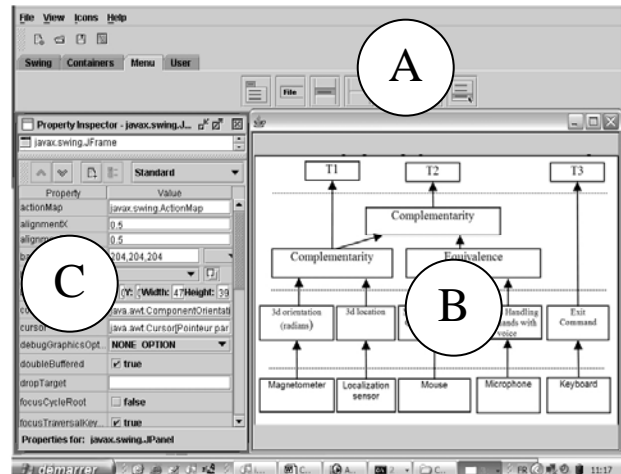 File View Icons Help
Swing Containers Menu User
File
A
Property Inspector - javax.swing.J...
javax.swing.JFrame
Standard
Property Value
actionMap javax.swing.ActionMap
alignmentX 0.5
0.5
204,204,204
Y: Width: 47 Height: 39
java.awt.ComponentOrientati
cursor java.awt.Cursor[Pointeur par
debugGraphicsOpt... NONE OPTION
doubleBuffered true
dropTarget
focusCycleRoot false
focusTraversalKey... true
Properties for: javax.swing.JPanel
C
T1 T2 T3
Complementarity
Complementarity Equivalence
B
3d orientation (radians)
3d location
Handling
with
voice
Exit
Command
Magnetometer
Localization
sensor
Mouse
Microphone
Keyboard
démarrer
FR 11:17